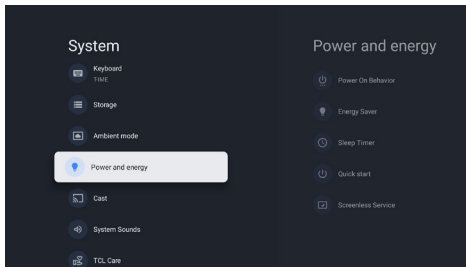 System
Keyboard
TIME
Storage
Ambient mode
Power and energy
Cast
System Sounds
TCL Care
Power and energy
Power On Behavior
Energy Saver
Sleep Timer
Quick start
Screenless Service